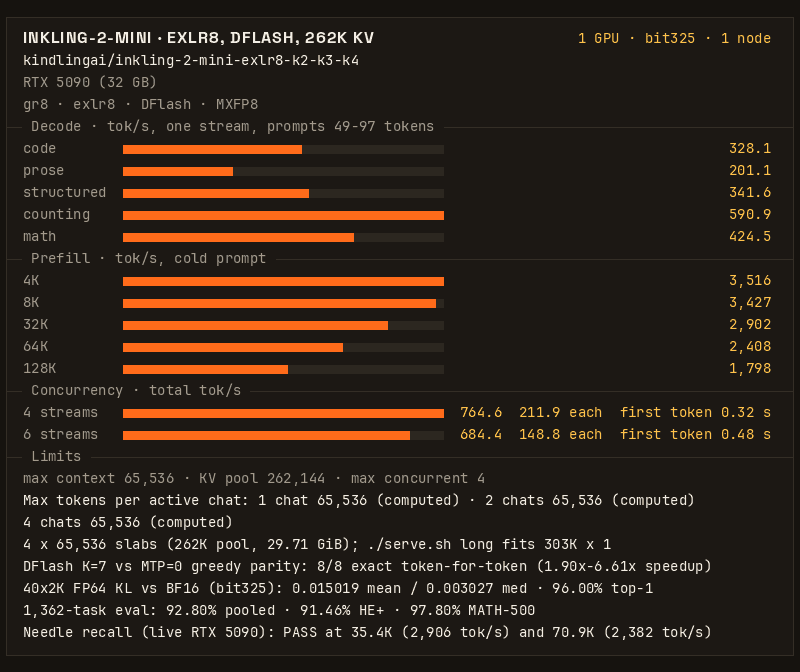 INKLING-2-MINI · EXLR8, DFLASH, 262K KV 1 GPU · bit325 · 1 node
kindlingai/inkling-2-mini-exlr8-k2-k3-k4
RTX 5090 (32 GB)
gr8 · exlr8 · DFlash · MXFP8
Decode · tok/s, one stream, prompts 49-97 tokens
code 328.1
prose 201.1
structured 341.6
counting 590.9
math 424.5
Prefill · tok/s, cold prompt
4K 3,516
8K 3,427
32K 2,902
64K 2,408
128K 1,798
Concurrency · total tok/s
4 streams 764.6 211.9 each first token 0.32 s
6 streams 684.4 148.8 each first token 0.48 s
Limits
max context 65,536 · KV pool 262,144 · max concurrent 4
Max tokens per active chat: 1 chat 65,536 (computed) · 2 chats 65,536 (computed)
4 chats 65,536 (computed)
4 x 65,536 slabs (262K pool, 29.71 GiB); ./serve.sh long fits 303K x 1
DFlash K=7 vs MTP=0 greedy parity: 8/8 exact token-for-token (1.90x-6.61x speedup)
40x2K FP64 KL vs BF16 (bit325): 0.015019 mean / 0.003027 med · 96.00% top-1
1,362-task eval: 92.80% pooled · 91.46% HE+ · 97.80% MATH-500
Needle recall (live RTX 5090): PASS at 35.4K (2,906 tok/s) and 70.9K (2,382 tok/s)